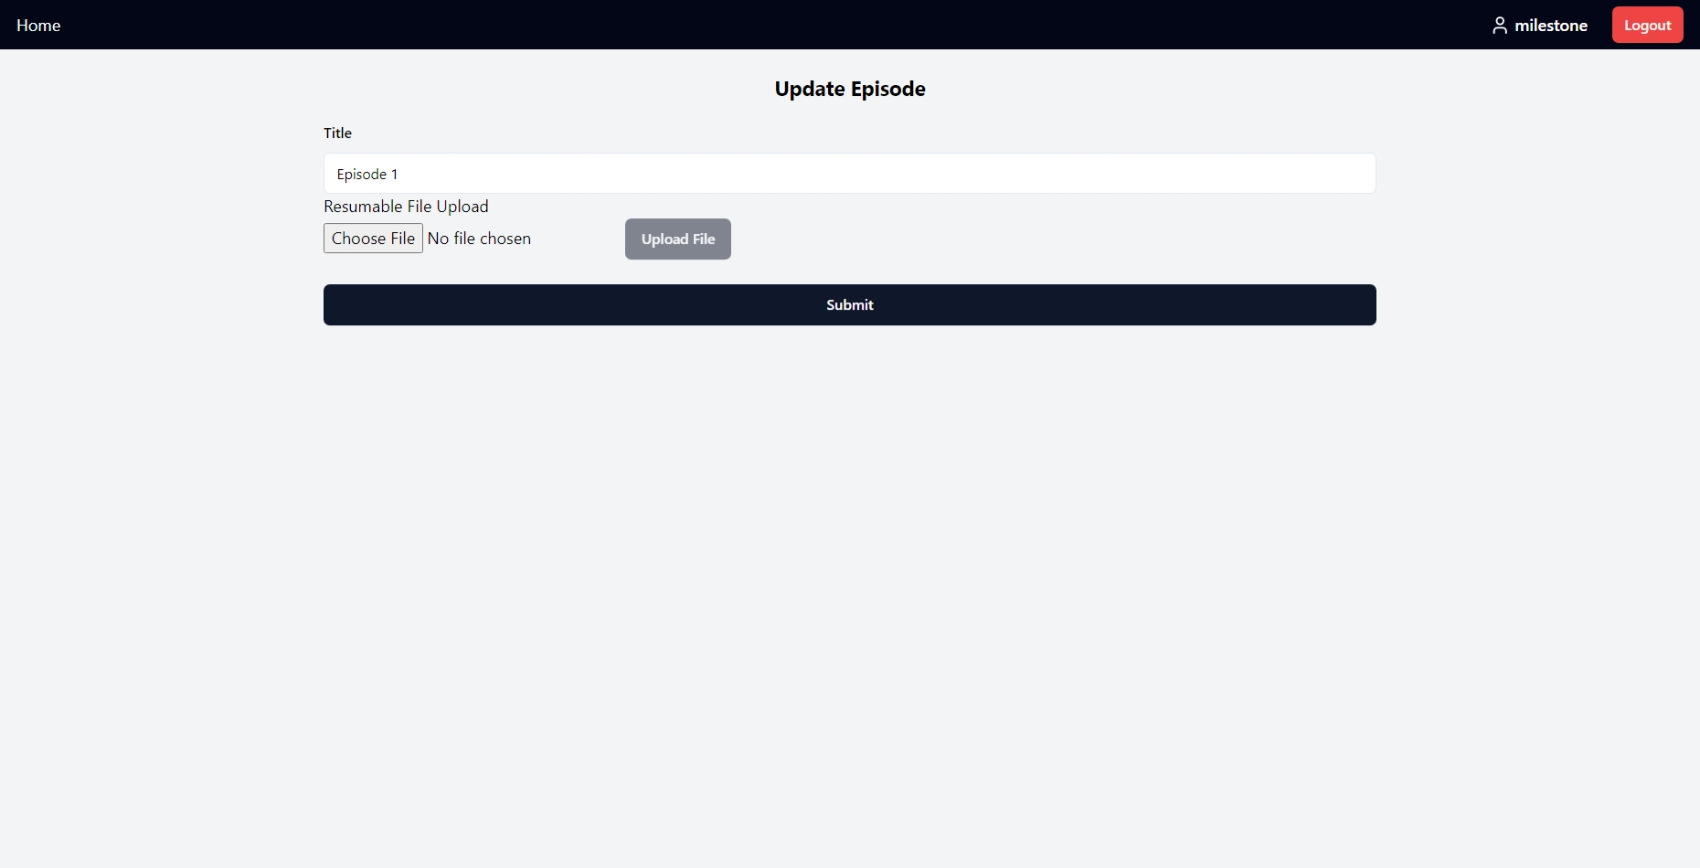 Home milestone Logout
Update Episode
Title
Episode 1
Resumable File Upload
Choose File No file chosen Upload File
Submit